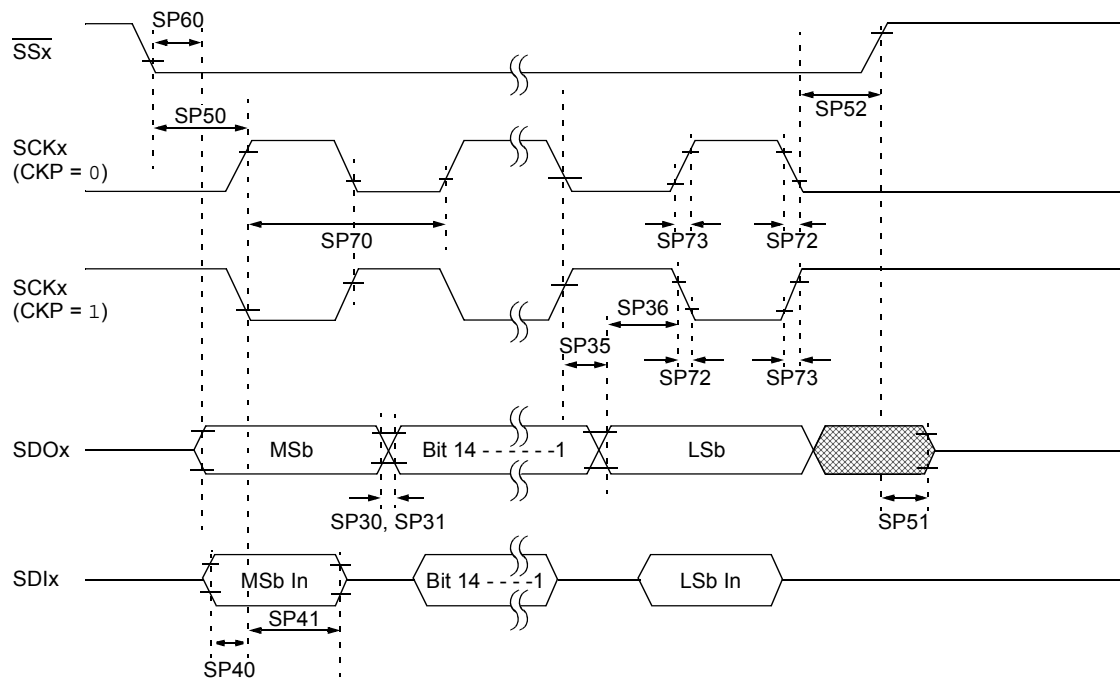 SP60
SSx
SP50
SP52
SCKx
(CKP = 0)
SP70
SP73
SP72
SCKx
(CKP = 1)
SP36
SP35
SP72
SP73
SDOx
MSb
Bit 14 - - - - - -1
LSb
SP30, SP31
SP51
SDIx
MSb In
Bit 14 - - - - -1
LSb In
SP41
SP40